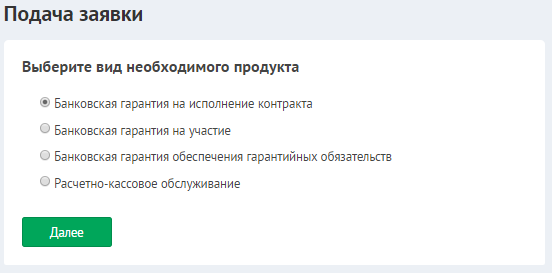 Подача заявки
Выберите вид необходимого продукта
Банковская гарантия на исполнение контракта
Банковская гарантия на участие
Банковская гарантия обеспечения гарантийных обязательств
Расчетно-кассовое обслуживание
Далее